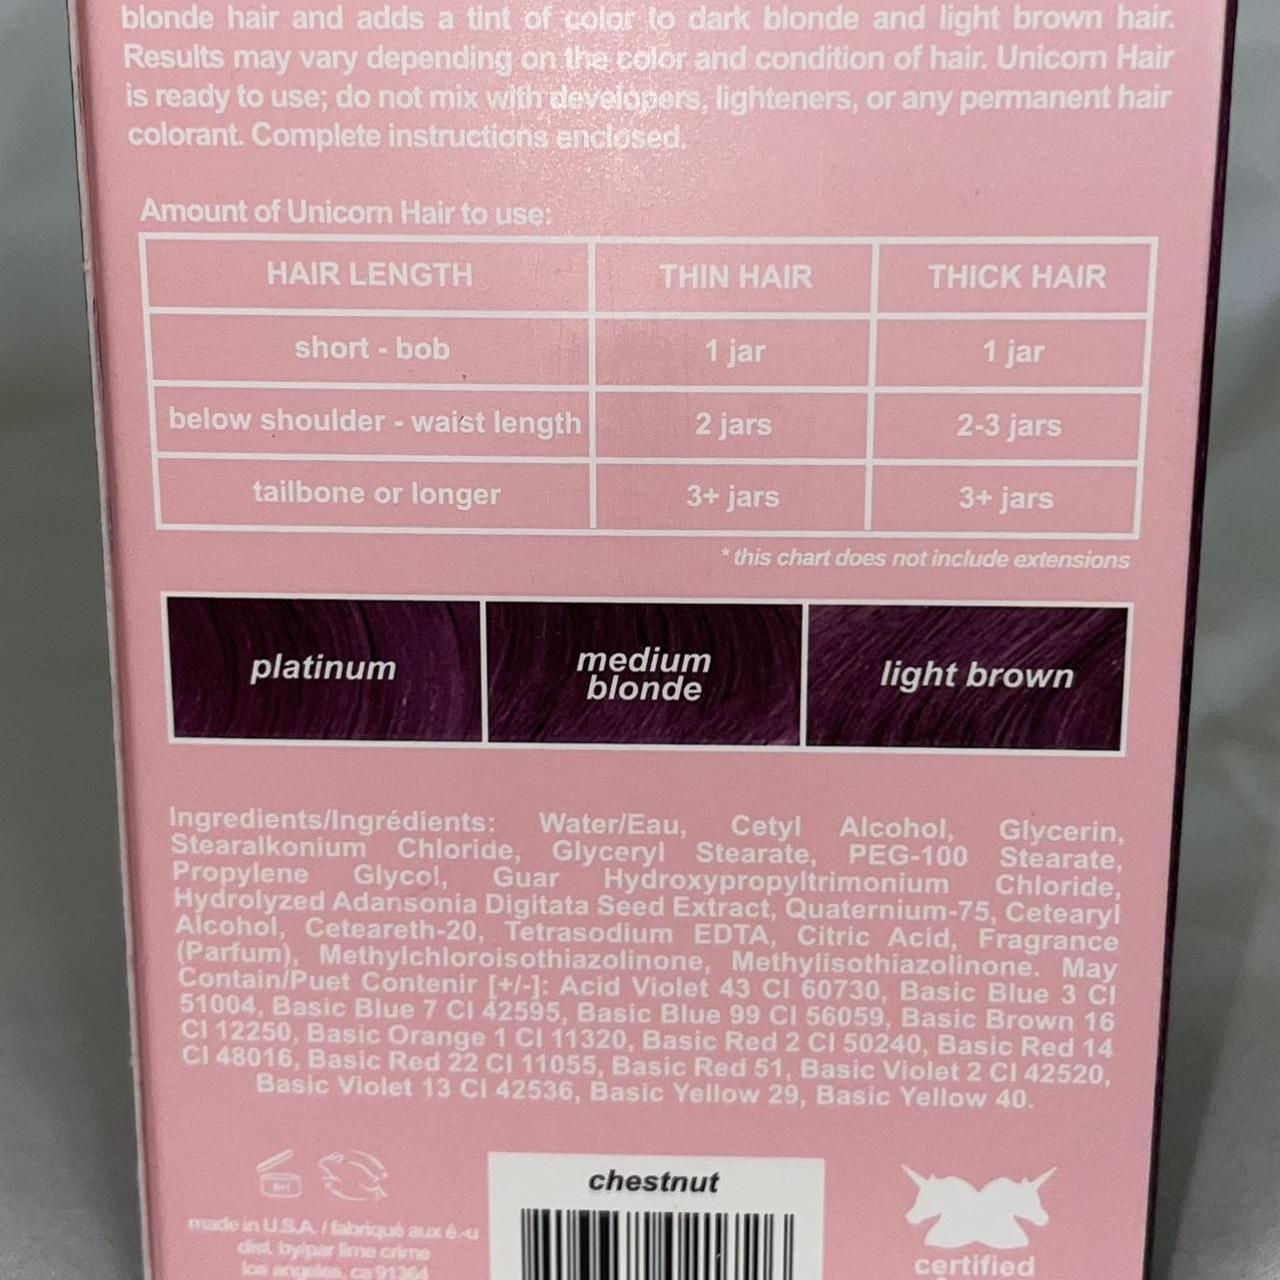 blonde hair and adds a tint of color to dark blonde and light brown hair.
Results may vary depending on the color and condition of hair. Unicorn Hair
is ready to use; do not mix with developers, lighteners, or any permanent hair
colorant. Complete instructions enclosed.
Amount of Unicorn Hair to use:
HAIR LENGTH THIN HAIR THICK HAIR
short - bob 1 jar 1 jar
below shoulder - waist length 2 jars 2-3 jars
tailbone or longer 3+ jars 3+ jars
* this chart does not include extensions
platinum medium blonde light brown
Ingredients/Ingrédients: Water/Eau, Cetyl Alcohol, Glycerin,
Stearalkonium Chloride, Glyceryl Stearate, PEG-100 Stearate,
Propylene Glycol, Guar Hydroxypropyltrimonium Chloride,
Hydrolyzed Adansonia Digitata Seed Extract, Quaternium-75, Cetearyl
Alcohol, Ceteareth-20, Tetrasodium EDTA, Citric Acid, Fragrance
(Parfum), Methylchloroisothiazolinone, Methylisothiazolinone. May
Contain/Puet Contenir [+/-]: Acid Violet 43 CI 60730, Basic Blue 3 CI
51004, Basic Blue 7 CI 42595, Basic Blue 99 CI 56059, Basic Brown 16
CI 12250, Basic Orange 1 CI 11320, Basic Red 2 CI 50240, Basic Red 14
CI 48016, Basic Red 22 CI 11055, Basic Red 51, Basic Violet 2 CI 42520,
Basic Violet 13 CI 42536, Basic Yellow 29, Basic Yellow 40.
chestnut
made in U.S.A. / fabriqué aux é.-u
dist. by/par lime crime
los angeles, ca 91364
certified